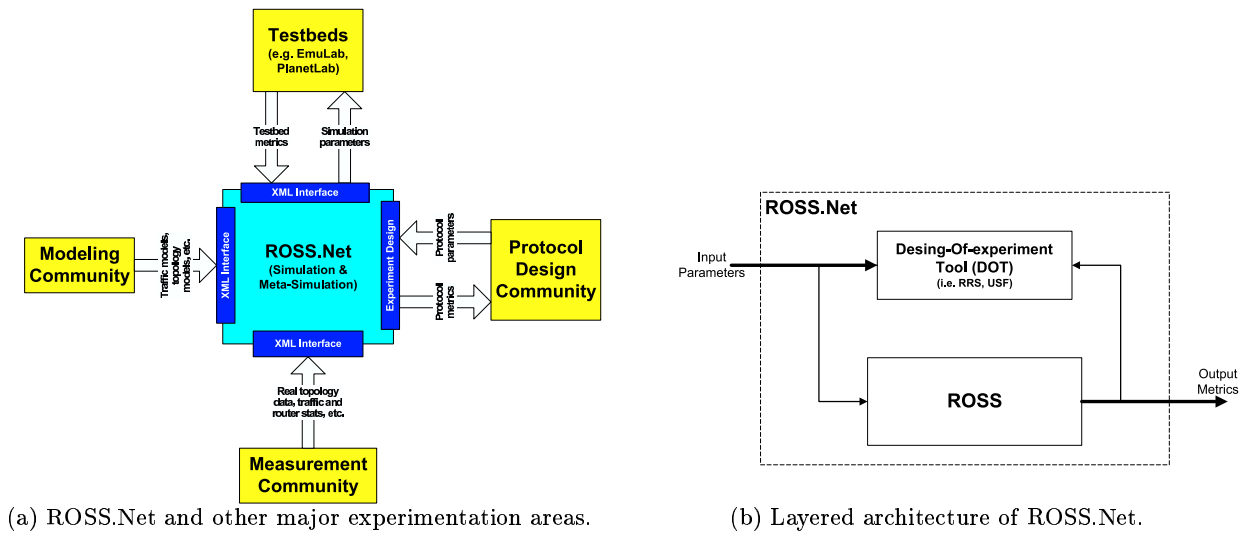 Testbeds
(e.g. EmuLab,
PlanetLab)
Testbed
metrics
Simulation
parameters
XML Interface
Modeling
Community
Traffic models,
topology
models, etc.
XML Interface
ROSS.Net
(Simulation &
Meta-Simulation)
Experiment Design
Protocoll
parameters
Protocoll
metrics
Protocol
Design
Community
XML Interface
Real topology
data, traffic and
router stats, etc.
Measurement
Community
(a) ROSS.Net and other major experimentation areas.
ROSS.Net
Input
Parameters
Desing-Of-experiment
Tool (DOT)
(i.e. RRS, USF)
ROSS
Output
Metrics
(b) Layered architecture of ROSS.Net.